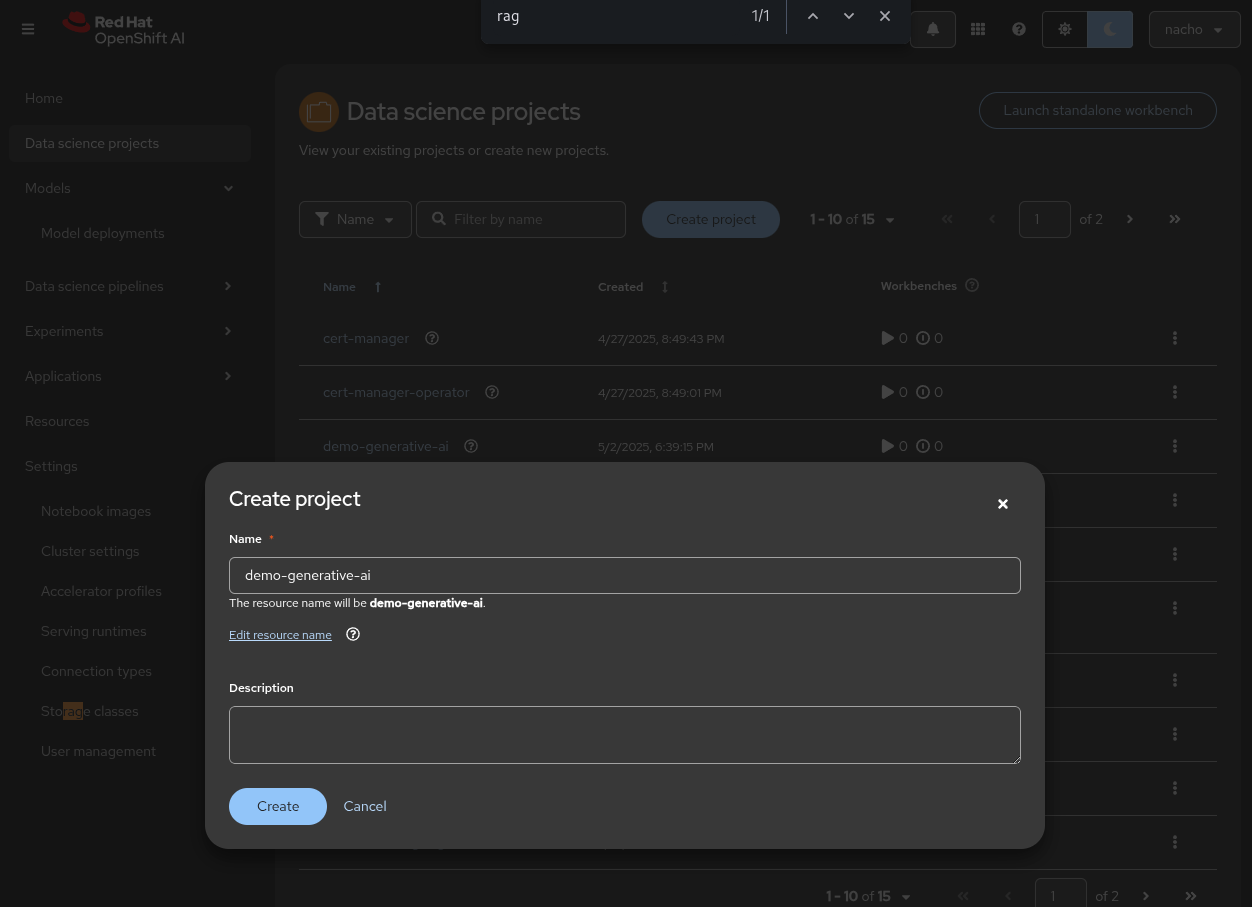 rag 1/1
Red Hat
OpenShift AI
nacho
Home
Data science projects
Models
Model deployments
Data science pipelines
Experiments
Applications
Resources
Settings
Notebook images
Cluster settings
Accelerator profiles
Serving runtimes
Connection types
Storage classes
User management
Data science projects
Launch standalone workbench
View your existing projects or create new projects.
Name Filter by name Create project 1 - 10 of 15 1 of 2
Name Created Workbenches
cert-manager 4/27/2025, 8:49:43 PM 0 0
cert-manager-operator 4/27/2025, 8:49:01 PM 0 0
demo-generative-ai 5/2/2025, 6:39:15 PM 0 0
Create project
Name *
demo-generative-ai
The resource name will be demo-generative-ai.
Edit resource name
Description
Create Cancel
1 - 10 of 15 1 of 2